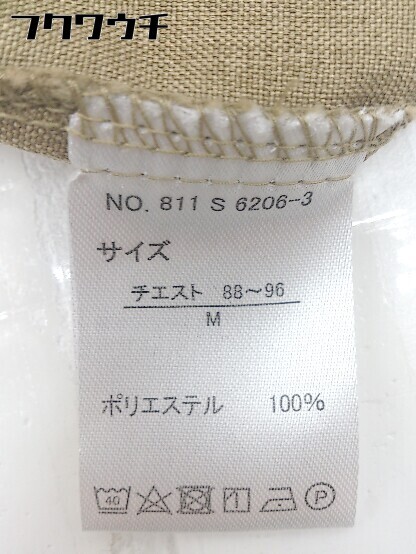 フクワウチ
NO. 811 S 6206-3
サイズ
チエスト 88～96
M
ポリエステル 100%
40 P